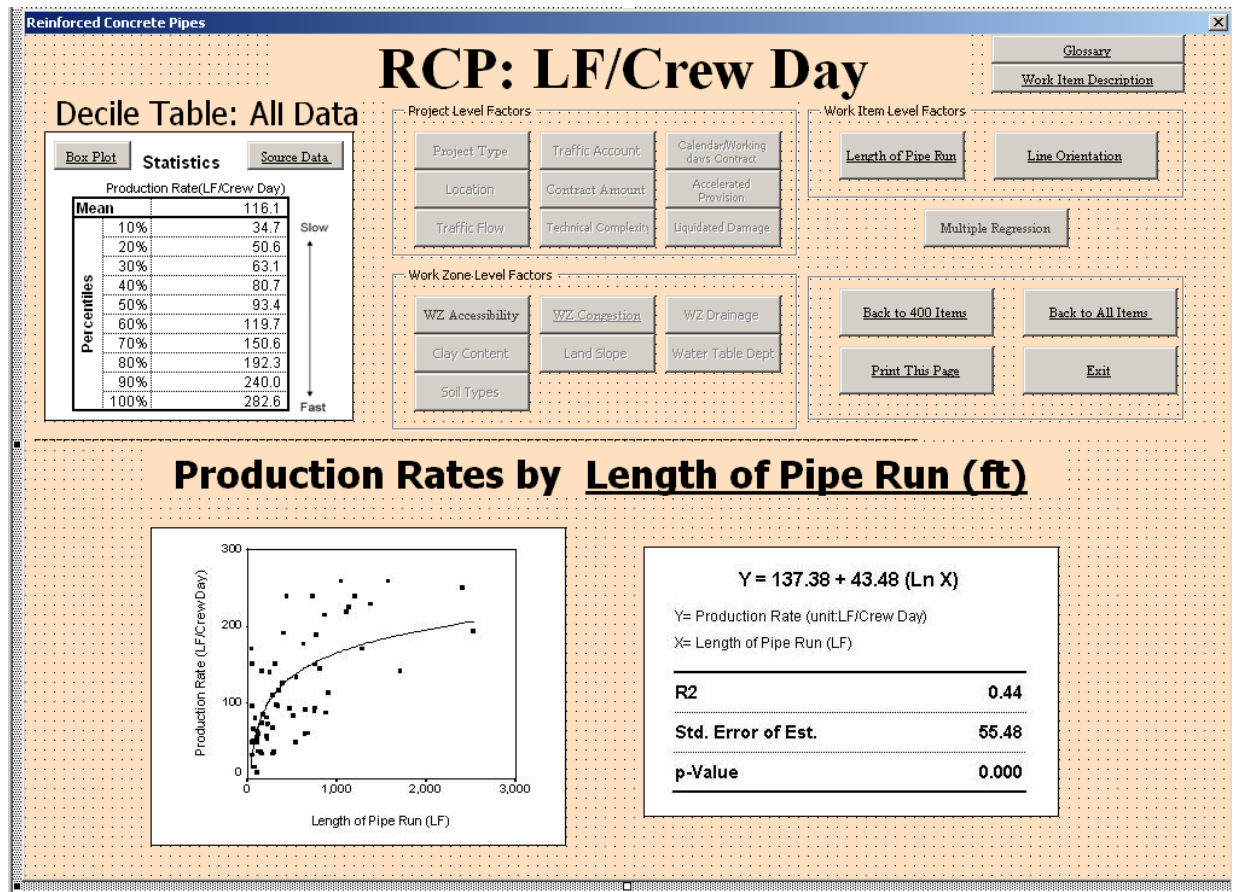 Reinforced Concrete Pipes
RCP: LF/Crew Day
Glossary
Work Item Description
Decile Table: All Data
Box Plot
Statistics
Source Data
Production Rate(LF/Crew Day)
Mean 116.1
Percentiles
10% 34.7
20% 50.6
30% 63.1
40% 80.7
50% 93.4
60% 119.7
70% 150.6
80% 192.3
90% 240.0
100% 282.6
Slow
Fast
Project Level Factors
Project Type
Traffic Account
Calendar/Working
days Contract
Location
Contract Amount
Accelerated
Provision
Traffic Flow
Technical Complexity
Liquidated Damage
Work Zone Level Factors
WZ Accessibility
WZ Congestion
WZ Drainage
Clay Content
Land Slope
Water Table Dept
Soil Types
Work Item Level Factors
Length of Pipe Run
Line Orientation
Multiple Regression
Back to 400 Items
Back to All Items
Print This Page
Exit
Production Rates by Length of Pipe Run (ft)
Production Rate (LF/CrewDay)
300
200
100
0
0 1,000 2,000 3,000
Length of Pipe Run (LF)
Y = 137.38 + 43.48 (Ln X)
Y= Production Rate (unit:LF/Crew Day)
X= Length of Pipe Run (LF)
R2 0.44
Std. Error of Est. 55.48
p-Value 0.000